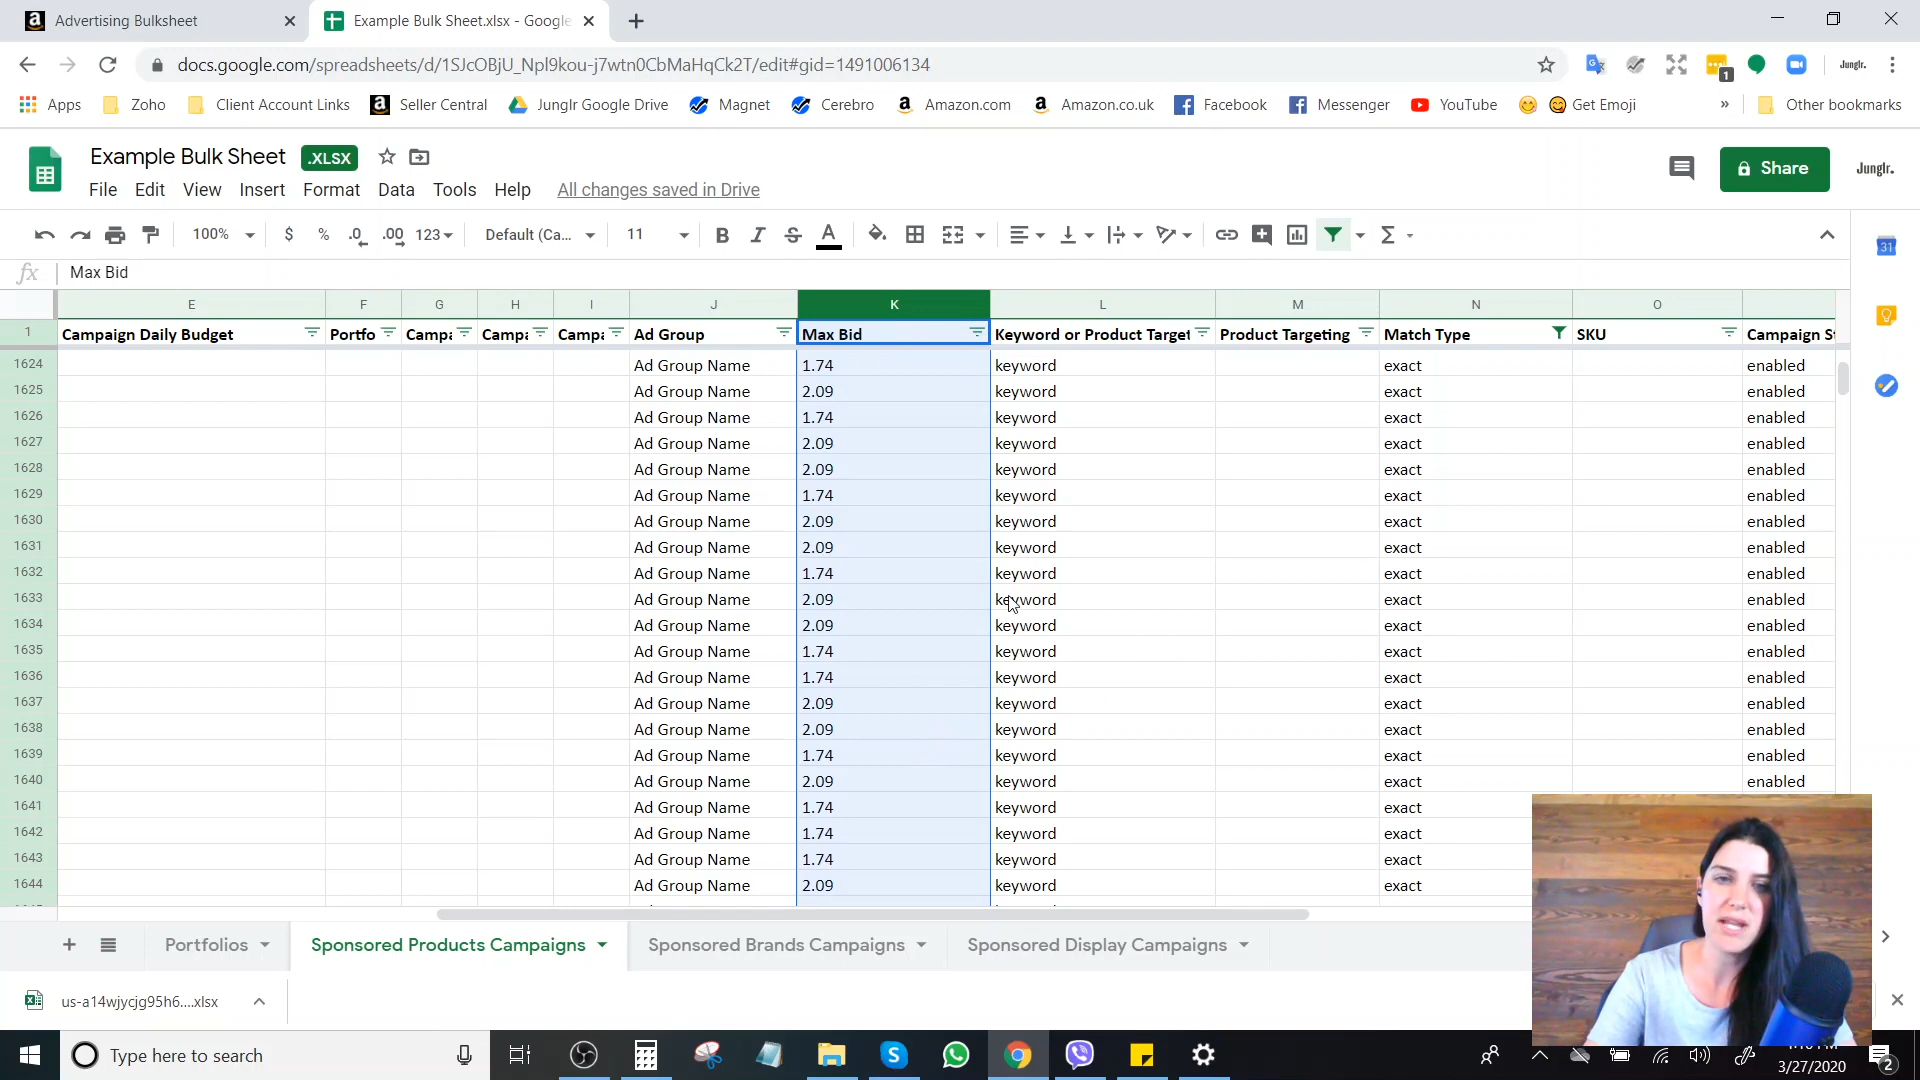 Advertising Bulksheet
Example Bulk Sheet.xlsx - Google
docs.google.com/spreadsheets/d/1SJcOBjU_Npl9kou-j7wtn0CbMaHqCk2T/edit#gid=1491006134
1
Junglr.
Apps Zoho Client Account Links Seller Central Junglr Google Drive Magnet Cerebro Amazon.com Amazon.co.uk Facebook Messenger YouTube Get Emoji » Other bookmarks
Example Bulk Sheet .XLSX
Share
Junglr.
File Edit View Insert Format Data Tools Help All changes saved in Drive
100% $ % .0 .00 123 Default (Ca... 11 B I S A Σ
31
fx Max Bid
E F G H I J K L M N O
1 Campaign Daily Budget Portfo Campa Campa Campa Ad Group Max Bid Keyword or Product Target Product Targeting Match Type SKU Campaign St
1624 Ad Group Name 1.74 keyword exact enabled
1625 Ad Group Name 2.09 keyword exact enabled
1626 Ad Group Name 1.74 keyword exact enabled
1627 Ad Group Name 2.09 keyword exact enabled
1628 Ad Group Name 2.09 keyword exact enabled
1629 Ad Group Name 1.74 keyword exact enabled
1630 Ad Group Name 2.09 keyword exact enabled
1631 Ad Group Name 2.09 keyword exact enabled
1632 Ad Group Name 1.74 keyword exact enabled
1633 Ad Group Name 2.09 keyword exact enabled
1634 Ad Group Name 2.09 keyword exact enabled
1635 Ad Group Name 1.74 keyword exact enabled
1636 Ad Group Name 1.74 keyword exact enabled
1637 Ad Group Name 2.09 keyword exact enabled
1638 Ad Group Name 2.09 keyword exact enabled
1639 Ad Group Name 1.74 keyword exact enabled
1640 Ad Group Name 2.09 keyword exact enabled
1641 Ad Group Name 1.74 keyword exact
1642 Ad Group Name 1.74 keyword exact
1643 Ad Group Name 1.74 keyword exact
1644 Ad Group Name 2.09 keyword exact
Portfolios Sponsored Products Campaigns Sponsored Brands Campaigns Sponsored Display Campaigns
us-a14wjycjg95h6....xlsx
Type here to search
3/27/2020
2